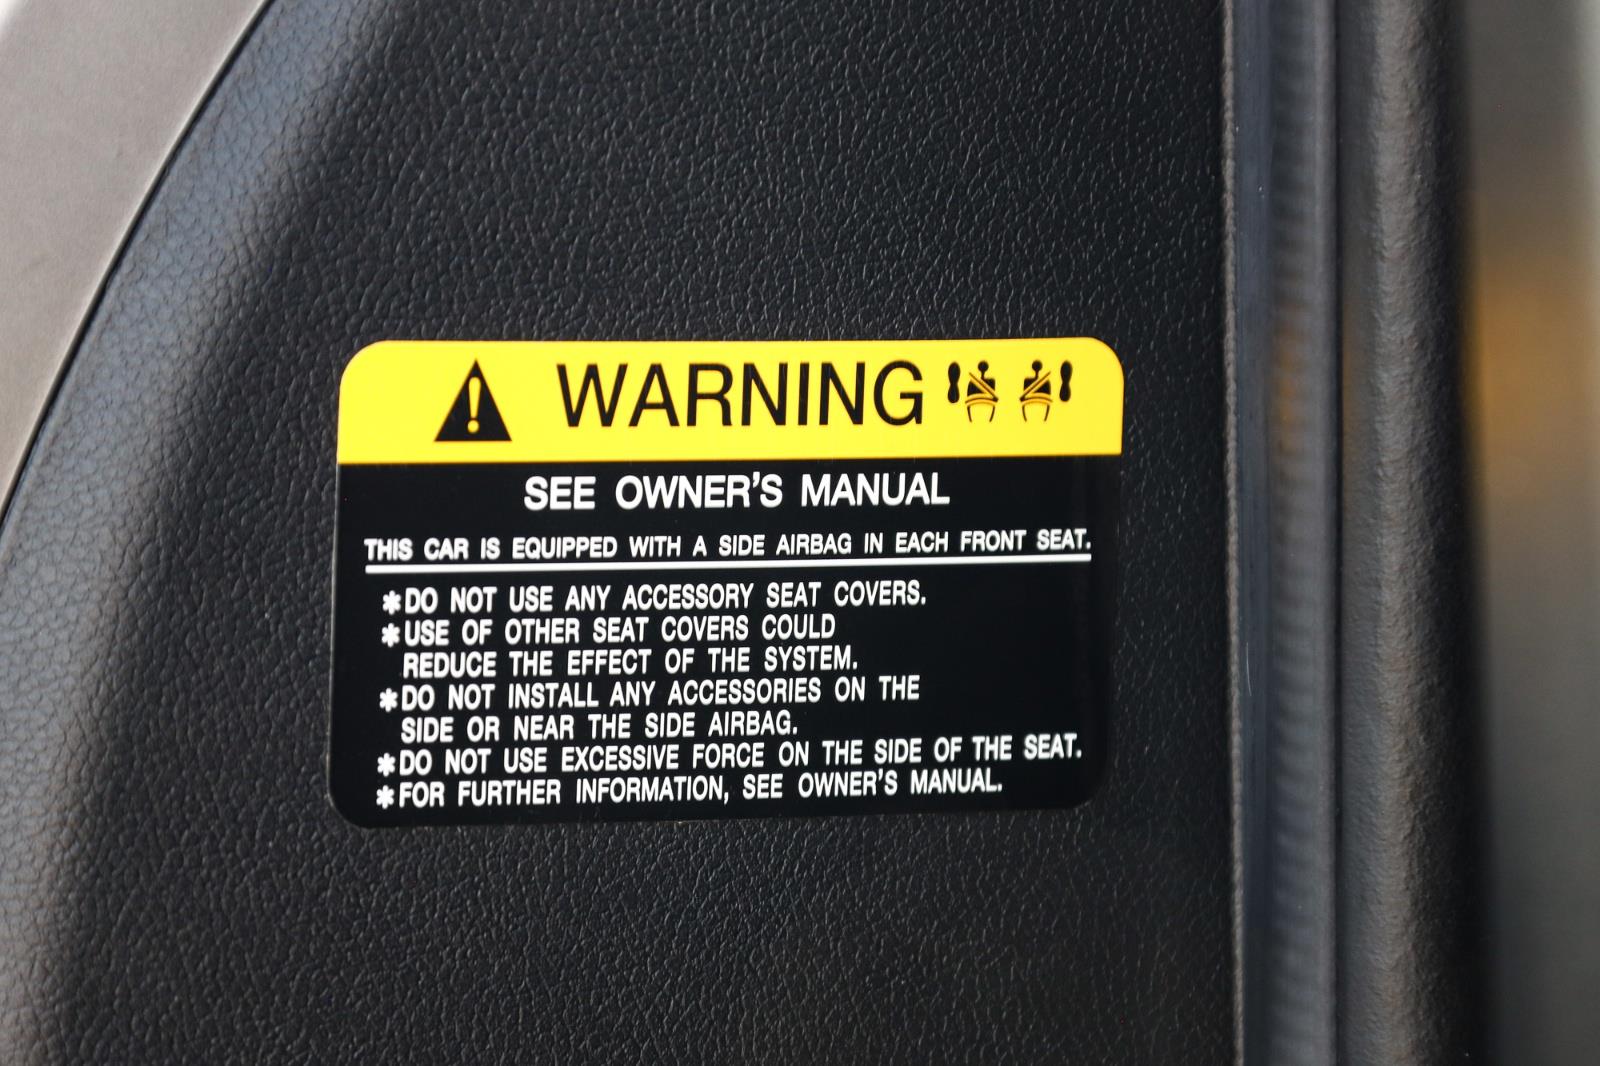 WARNING
SEE OWNER'S MANUAL
THIS CAR IS EQUIPPED WITH A SIDE AIRBAG IN EACH FRONT SEAT.
*DO NOT USE ANY ACCESSORY SEAT COVERS.
*USE OF OTHER SEAT COVERS COULD
REDUCE THE EFFECT OF THE SYSTEM.
*DO NOT INSTALL ANY ACCESSORIES ON THE
SIDE OR NEAR THE SIDE AIRBAG.
*DO NOT USE EXCESSIVE FORCE ON THE SIDE OF THE SEAT.
*FOR FURTHER INFORMATION, SEE OWNER'S MANUAL.